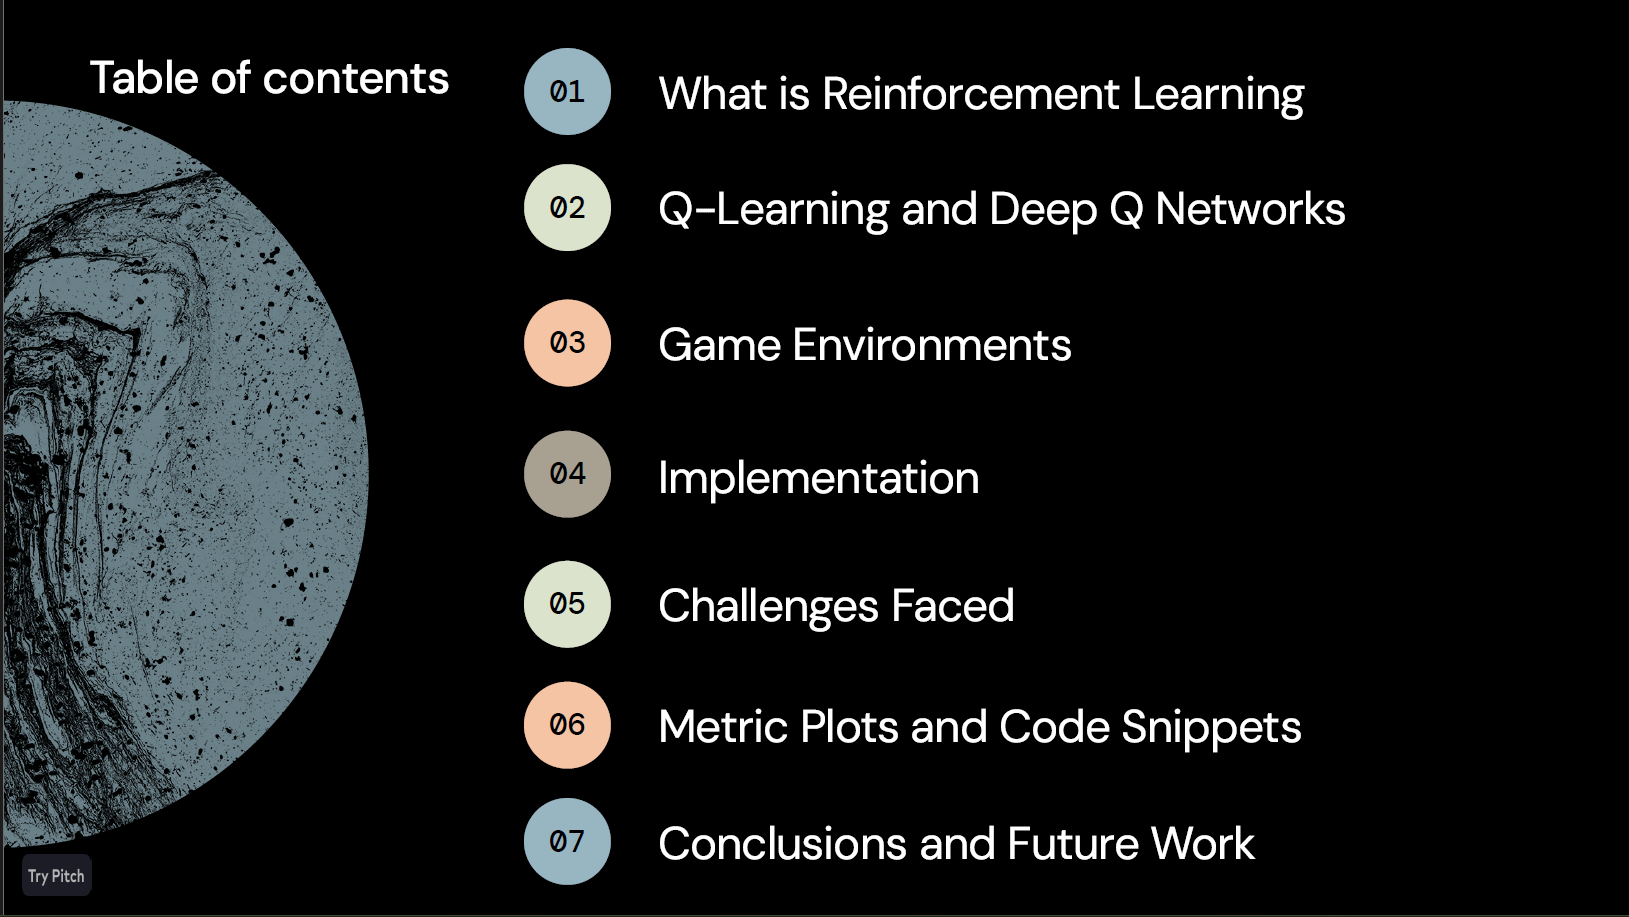 Table of contents
01 What is Reinforcement Learning
02 Q-Learning and Deep Q Networks
03 Game Environments
04 Implementation
05 Challenges Faced
06 Metric Plots and Code Snippets
07 Conclusions and Future Work
Try Pitch